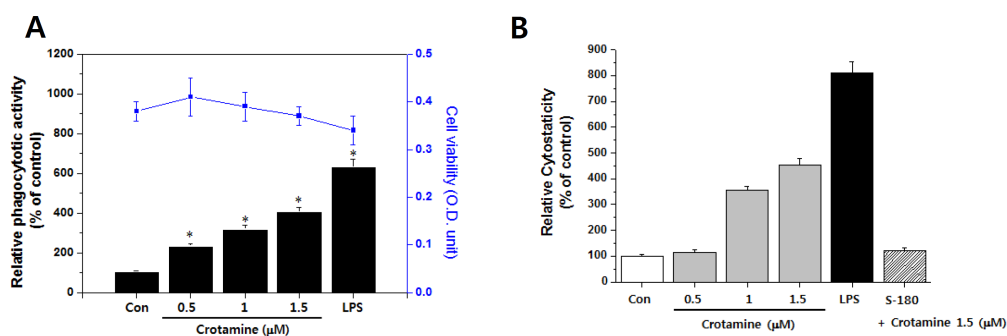 A
Relative phagocytotic activity
(% of control)
1200
1000
800
600
400
200
0
*
*
*
*
0.5
0.4
0.3
0.2
0.1
0.0
Cell viability (O.D. unit)
Con 0.5 1 1.5 LPS
Crotamine (μM)
B
Relative Cytostaticity
(% of control)
900
800
700
600
500
400
300
200
100
0
Con 0.5 1 1.5 LPS S-180
Crotamine (μM) + Crotamine 1.5 (μM)